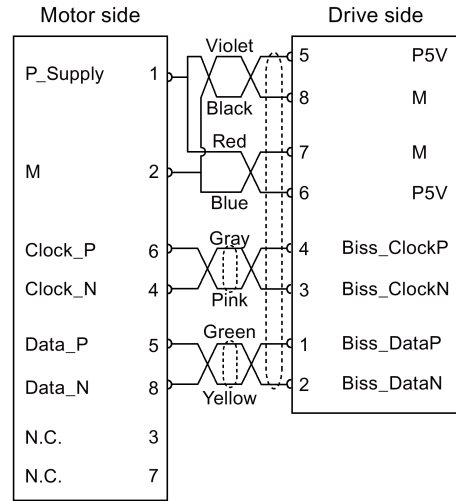 Motor side
Drive side
Violet
5 P5V
P_Supply 1
8 M
Black
Red
7 M
M 2
6 P5V
Blue
Gray
Clock_P 6
4 Biss_ClockP
Clock_N 4
3 Biss_ClockN
Pink
Green
Data_P 5
1 Biss_DataP
Data_N 8
2 Biss_DataN
Yellow
N.C. 3
N.C. 7